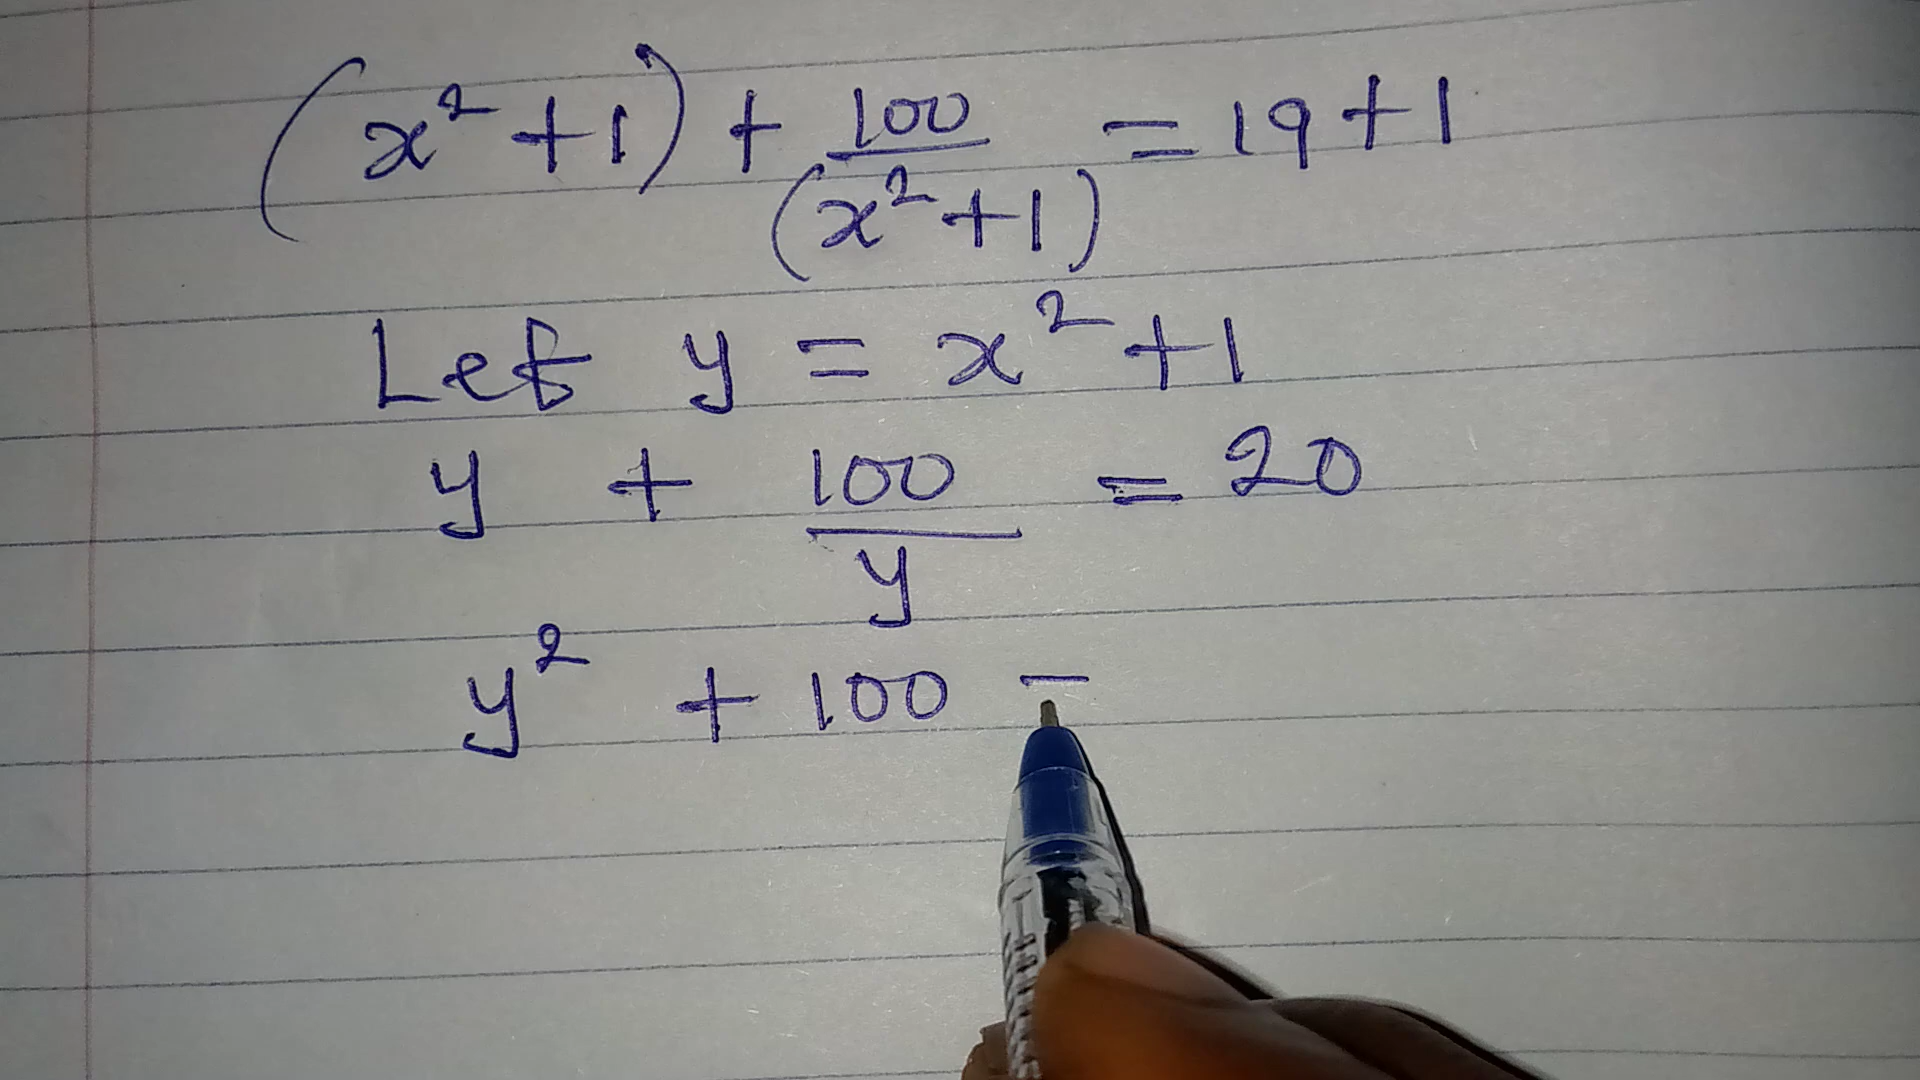 (x² + 1) + 100/(x² + 1) = 19 + 1
Let y = x² + 1
y + 100/y = 20
y² + 100 -